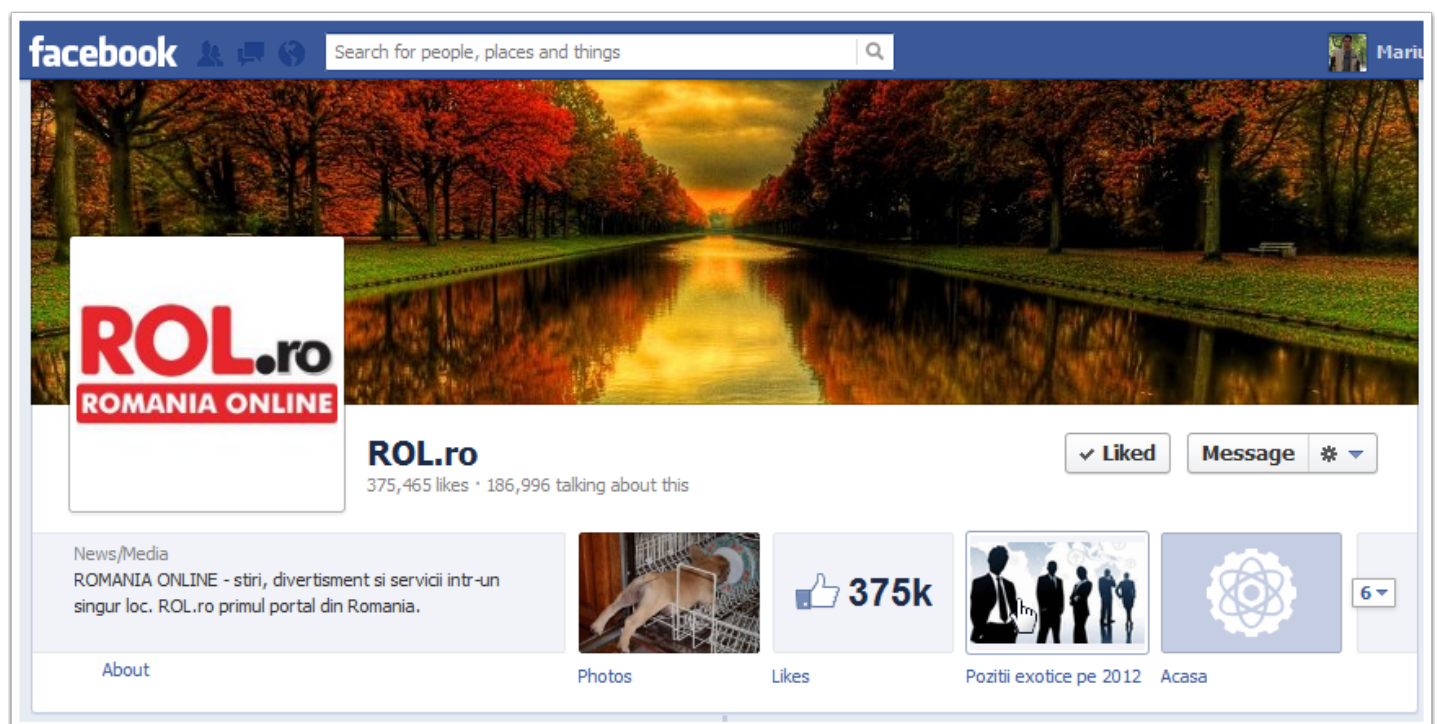 facebook
Search for people, places and things
Mariu
ROL.ro
ROMANIA ONLINE
ROL.ro
375,465 likes · 186,996 talking about this
Liked
Message
News/Media
ROMANIA ONLINE - stiri, divertisment si servicii intr-un
singur loc. ROL.ro primul portal din Romania.
375k
6
About
Photos
Likes
Pozitii exotice pe 2012
Acasa